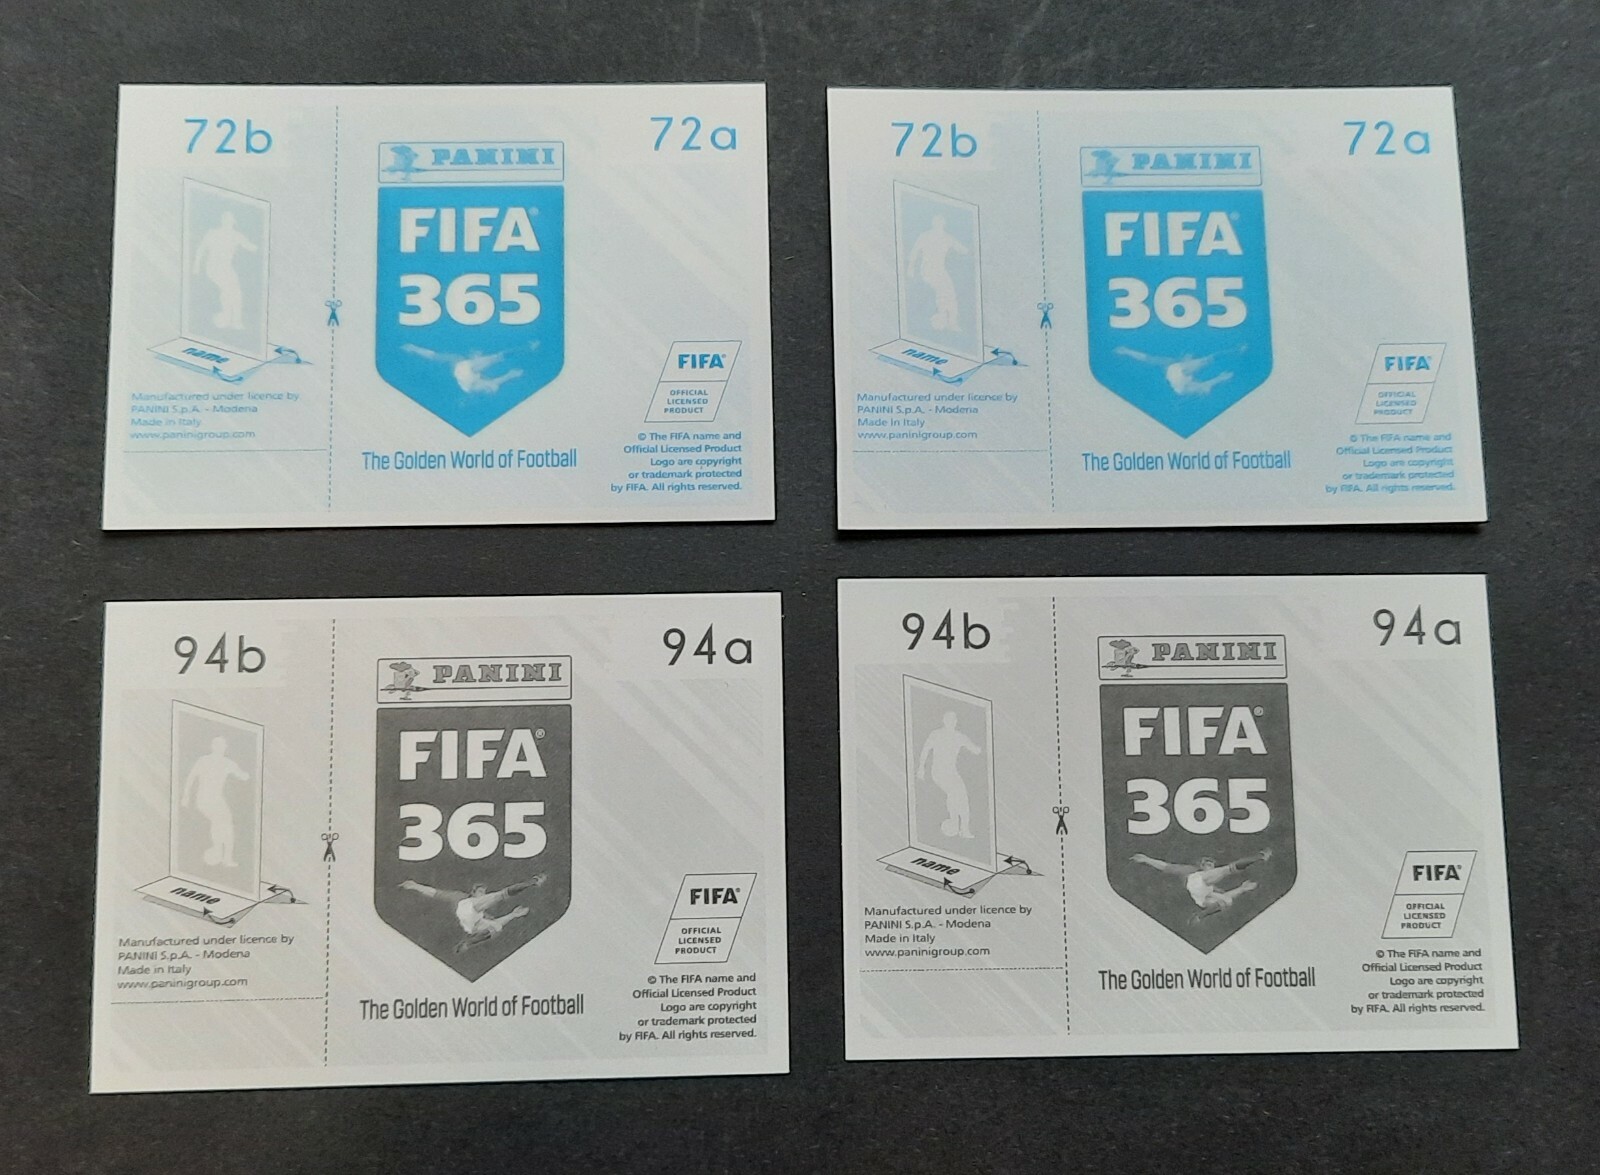 72b
72a
PANINI
FIFA®
365
name
FIFA®
OFFICIAL
LICENSED
PRODUCT
Manufactured under licence by
PANINI S.p.A. - Modena
Made in Italy
www.paninigroup.com
The Golden World of Football
© The FIFA name and
Official Licensed Product
Logo are copyright
or trademark protected
by FIFA. All rights reserved.
72b
72a
PANINI
FIFA®
365
name
FIFA®
OFFICIAL
LICENSED
PRODUCT
Manufactured under licence by
PANINI S.p.A. - Modena
Made in Italy
www.paninigroup.com
The Golden World of Football
© The FIFA name and
Official Licensed Product
Logo are copyright
or trademark protected
by FIFA. All rights reserved.
94b
94a
PANINI
FIFA®
365
name
FIFA®
OFFICIAL
LICENSED
PRODUCT
Manufactured under licence by
PANINI S.p.A. - Modena
Made in Italy
www.paninigroup.com
The Golden World of Football
© The FIFA name and
Official Licensed Product
Logo are copyright
or trademark protected
by FIFA. All rights reserved.
94b
94a
PANINI
FIFA®
365
name
FIFA®
OFFICIAL
LICENSED
PRODUCT
Manufactured under licence by
PANINI S.p.A. - Modena
Made in Italy
www.paninigroup.com
The Golden World of Football
© The FIFA name and
Official Licensed Product
Logo are copyright
or trademark protected
by FIFA. All rights reserved.